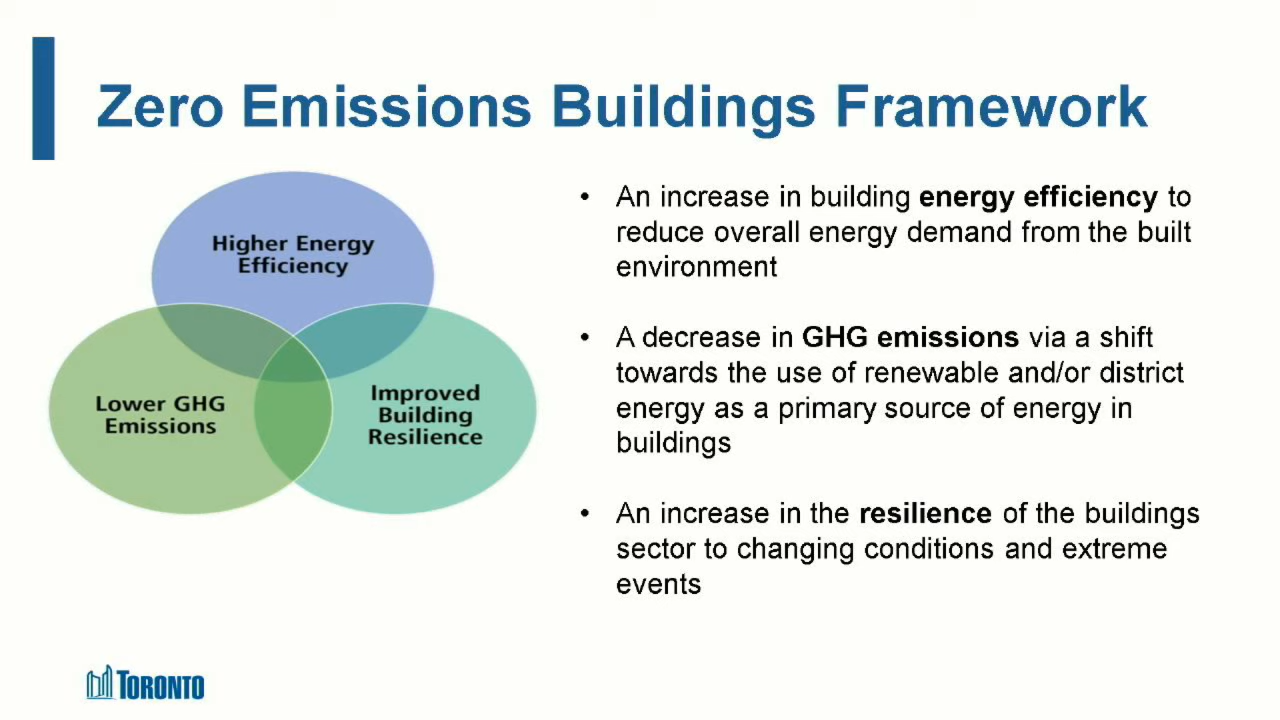 Zero Emissions Buildings Framework
Higher Energy
Efficiency
Lower GHG
Emissions
Improved
Building
Resilience
• An increase in building energy efficiency to
reduce overall energy demand from the built
environment
• A decrease in GHG emissions via a shift
towards the use of renewable and/or district
energy as a primary source of energy in
buildings
• An increase in the resilience of the buildings
sector to changing conditions and extreme
events
TORONTO